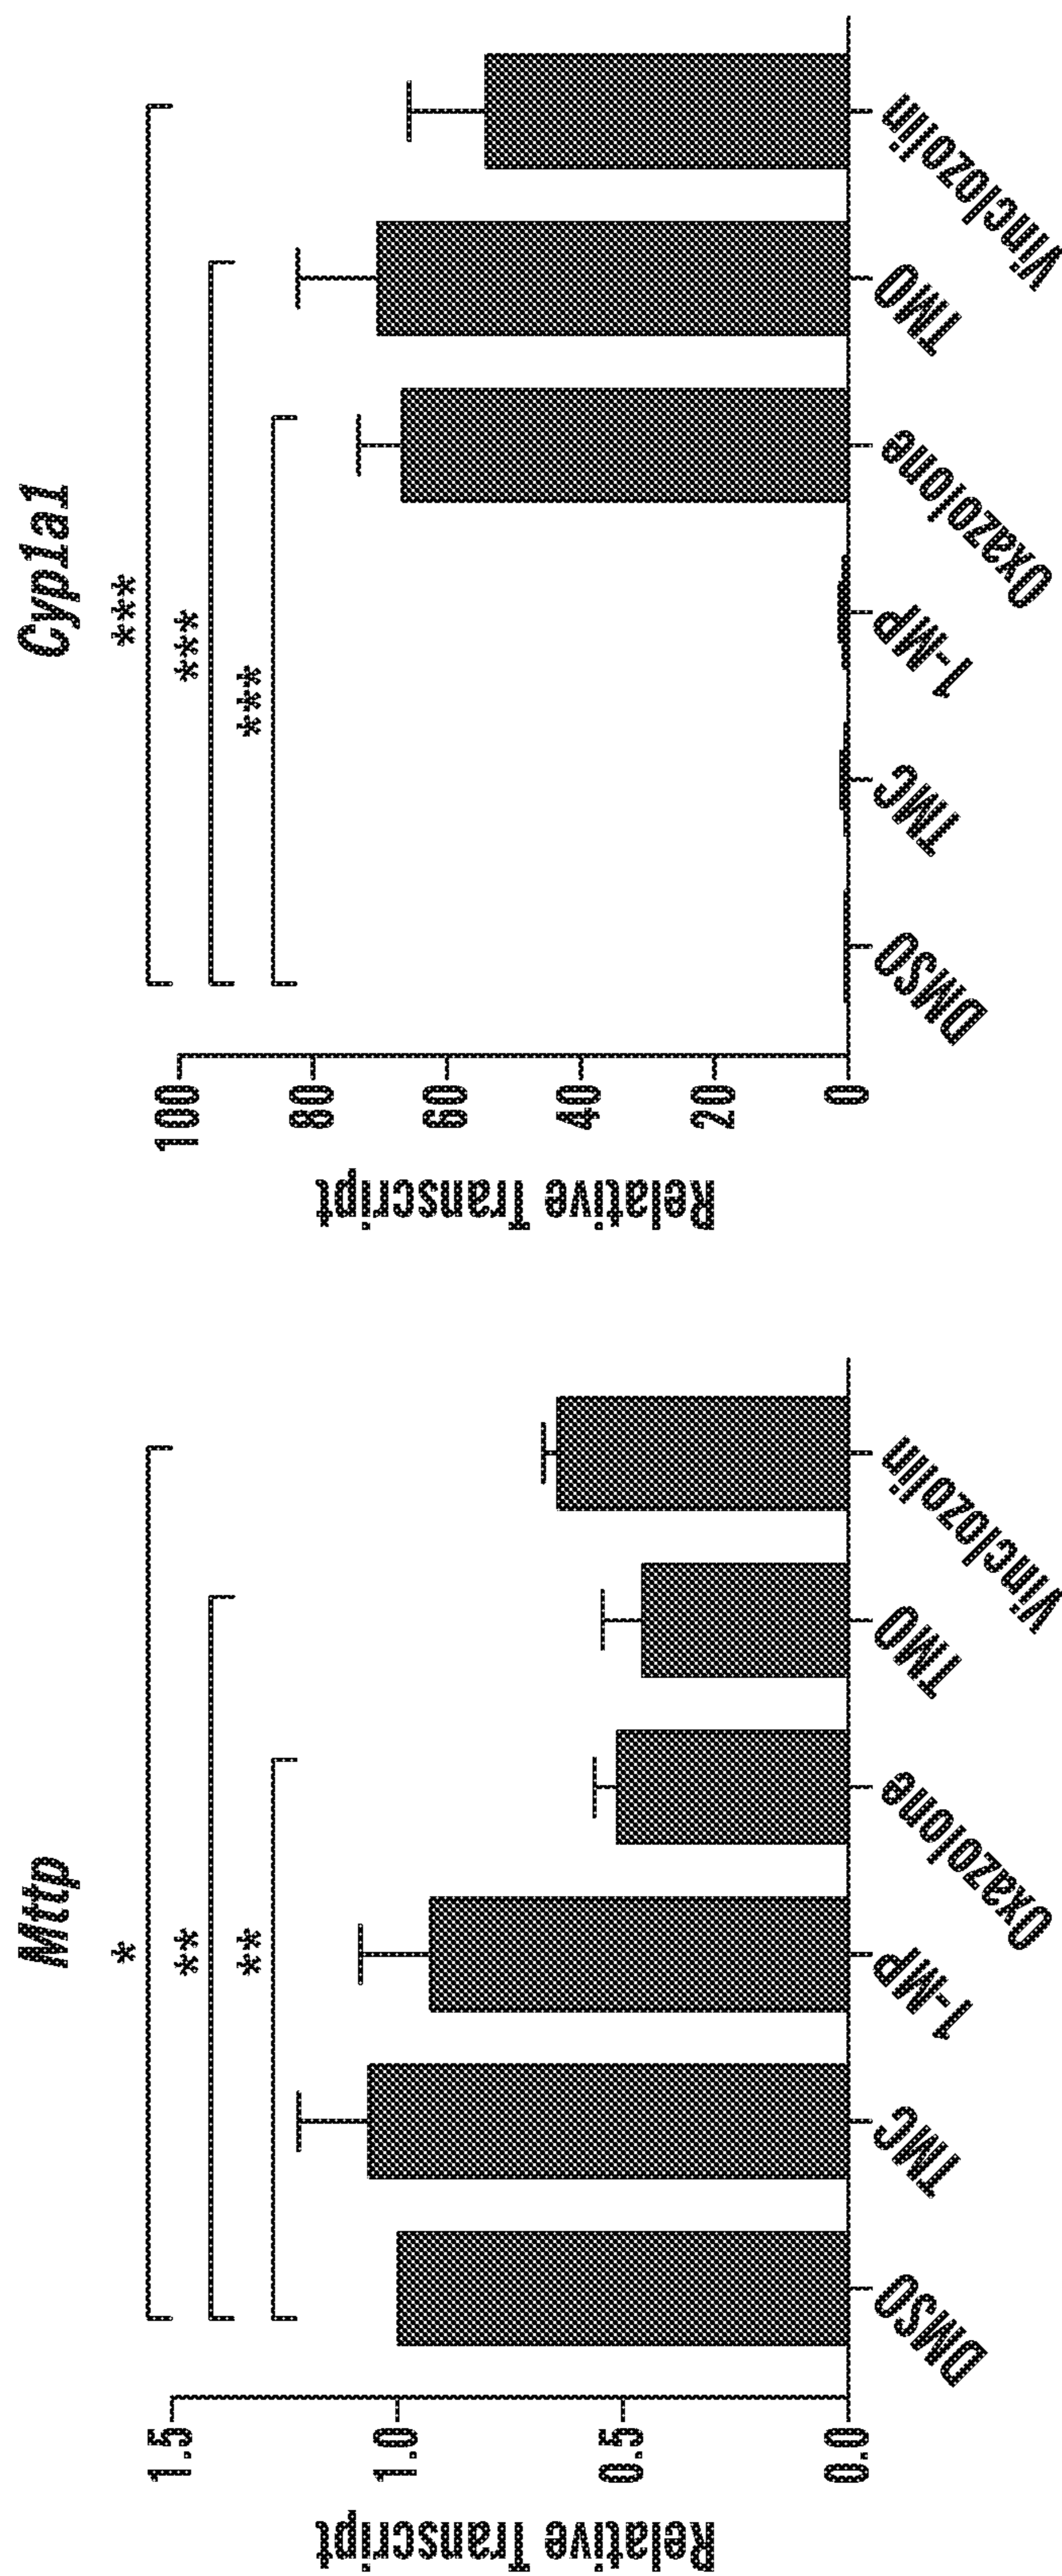 Mttp
*
**
**
Relative Transcript
1.5
1.0
0.5
0.0
DMSO
TMC
1-MP
Oxazolone
TMO
Vinclozolin
Cyp1a1
***
***
***
Relative Transcript
100
80
60
40
20
0
DMSO
TMC
1-MP
Oxazolone
TMO
Vinclozolin